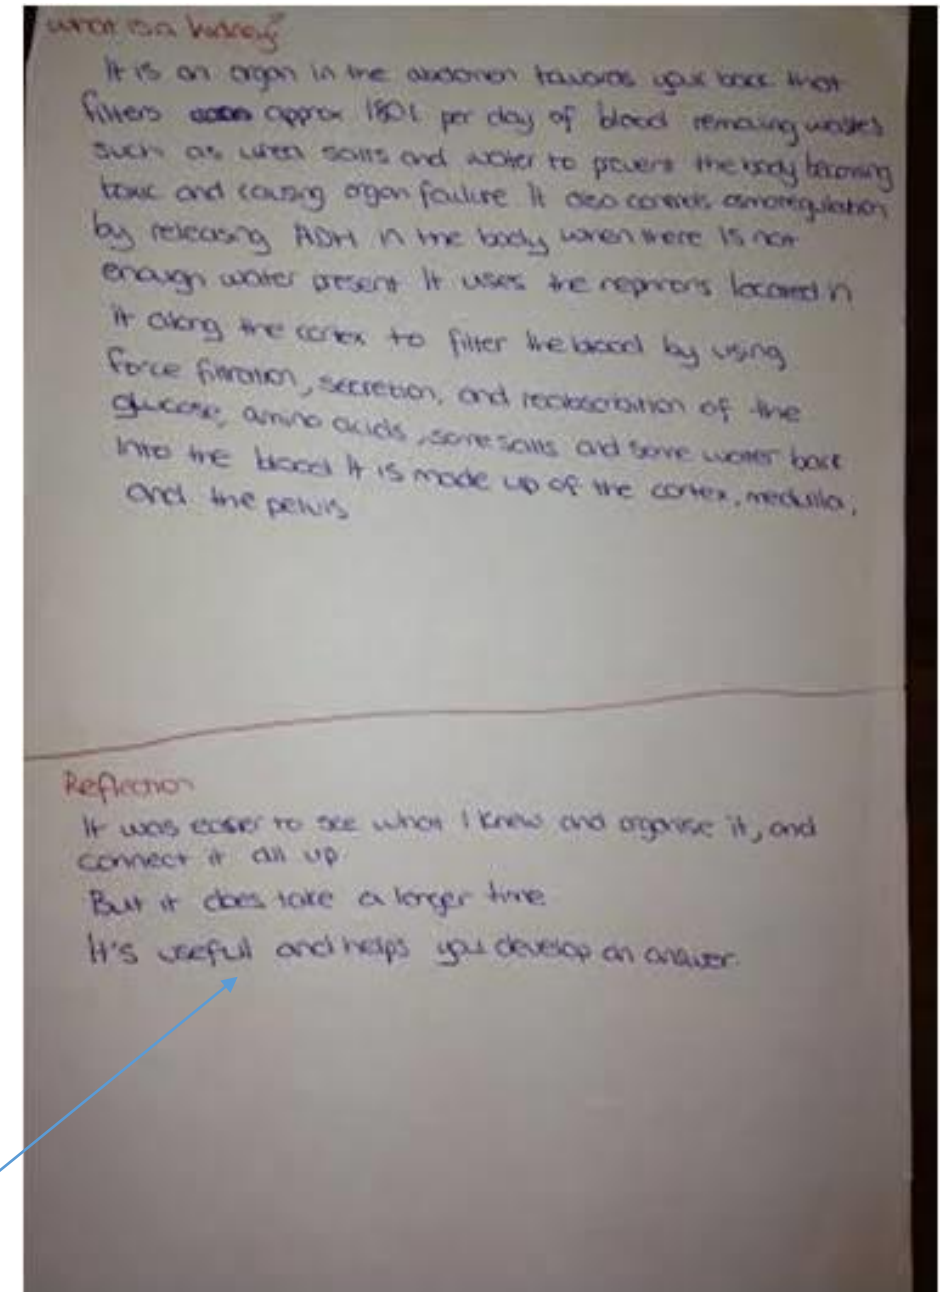 What is a kidney?
It is an organ in the abdomen towards your back that
filters approx 180L per day of blood removing wastes
such as urea salts and water to prevent the body becoming
toxic and causing organ failure It also controls osmoregulation
by releasing ADH in the body when there is not
enough water present It uses the nephrons located in
it along the cortex to filter the blood by using
force filtration, secretion, and reabsorbtion of the
glucose, amino acids, some salts and some water back
into the blood It is made up of the cortex, medulla,
and the pelvis
Reflection
It was easier to see what I knew and organise it, and
connect it all up
But it does take a longer time
It's useful and helps you develop an answer.